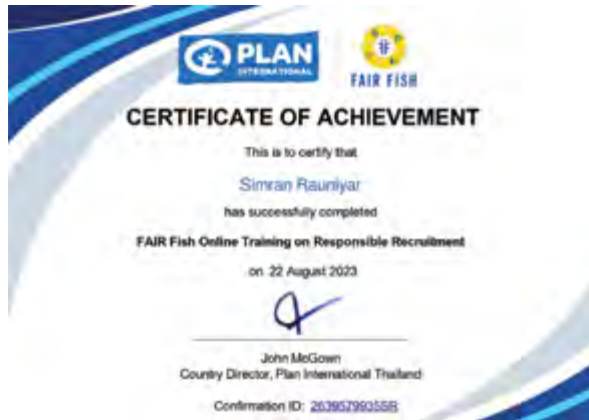 PLAN
INTERNATIONAL
FAIR FISH
CERTIFICATE OF ACHIEVEMENT
This is to certify that
Simran Rauniyar
has successfully completed
FAIR Fish Online Training on Responsible Recruitment
on 22 August 2023
John McGown
Country Director, Plan International Thailand
Confirmation ID: 2639579935SR